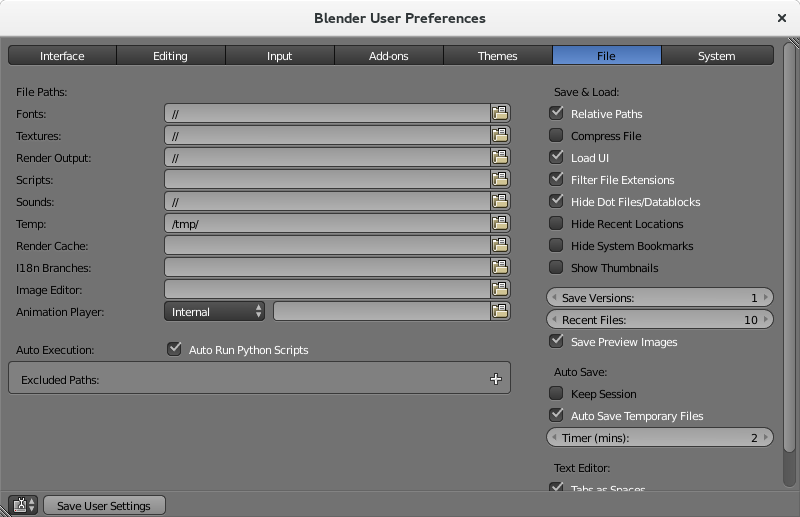 Blender User Preferences
Interface Editing Input Add-ons Themes File System
File Paths:
Fonts: //
Textures: //
Render Output: //
Scripts:
Sounds: //
Temp: /tmp/
Render Cache:
I18n Branches:
Image Editor:
Animation Player: Internal
Auto Execution: Auto Run Python Scripts
Excluded Paths:
Save & Load:
Relative Paths
Compress File
Load UI
Filter File Extensions
Hide Dot Files/Datablocks
Hide Recent Locations
Hide System Bookmarks
Show Thumbnails
Save Versions: 1
Recent Files: 10
Save Preview Images
Auto Save:
Keep Session
Auto Save Temporary Files
Timer (mins): 2
Text Editor:
Tabs as Spaces
Save User Settings